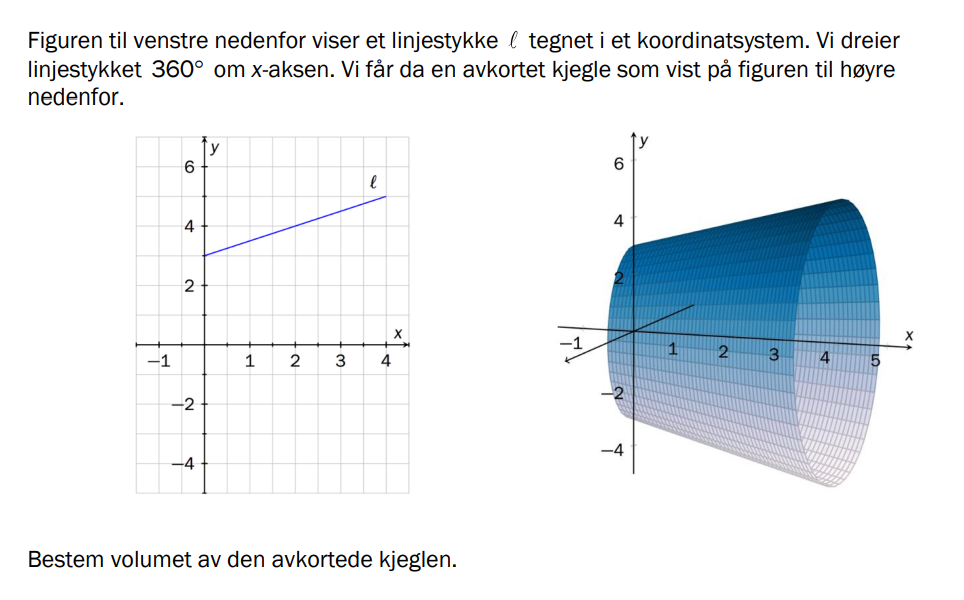 Figuren til venstre nedenfor viser et linjestykke ℓ tegnet i et koordinatsystem. Vi dreier
linjestykket 360° om x-aksen. Vi får da en avkortet kjegle som vist på figuren til høyre
nedenfor.
y
6
ℓ
4
2
x
−1 1 2 3 4
−2
−4
y
6
4
2
x
−1 1 2 3 4 5
−2
−4
Bestem volumet av den avkortede kjeglen.